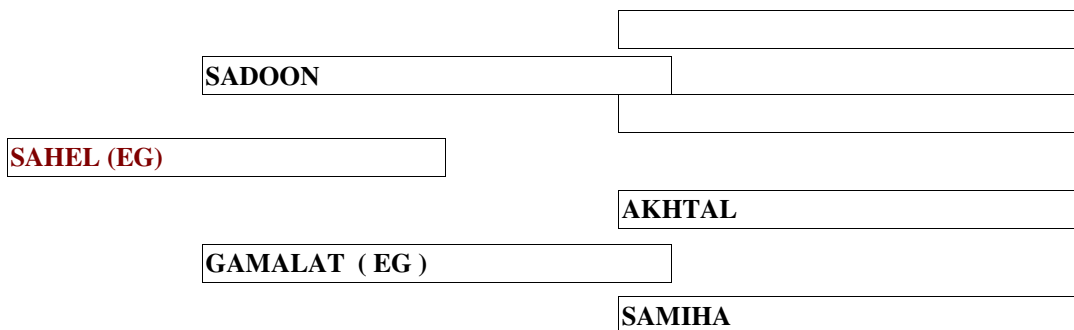 SADOON
SAHEL (EG)
AKHTAL
GAMALAT ( EG )
SAMIHA